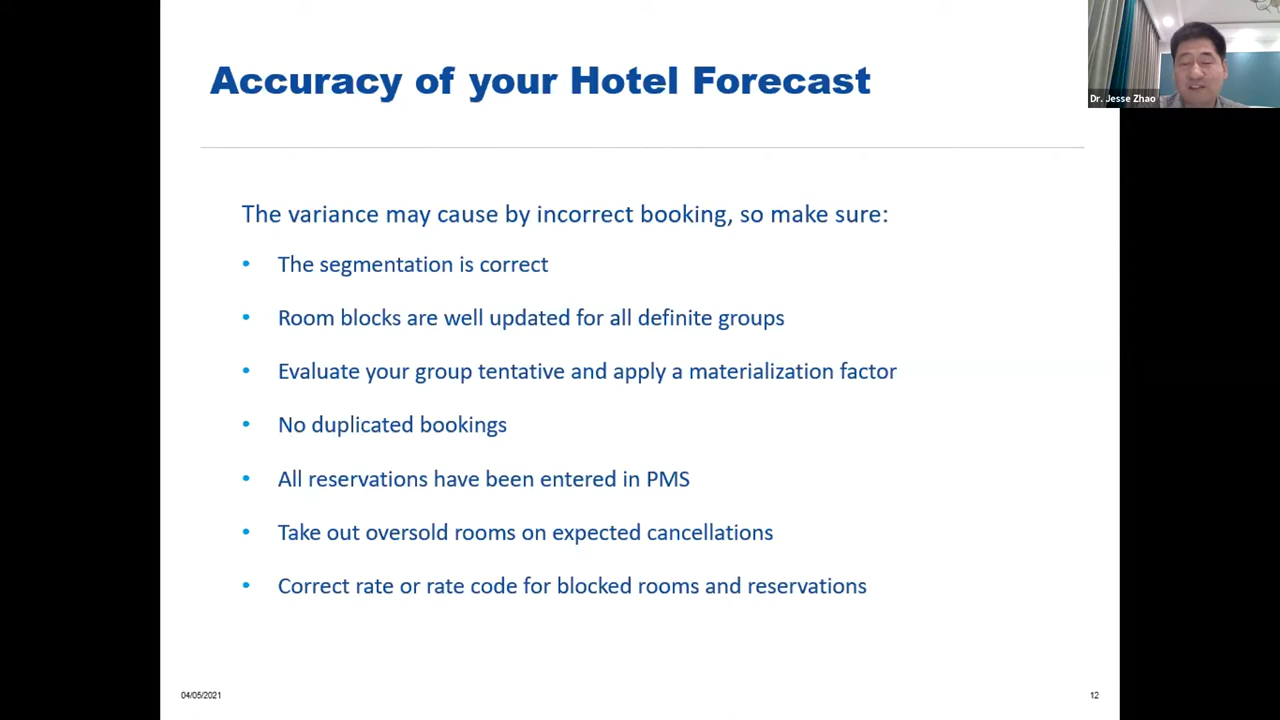 Accuracy of your Hotel Forecast
Dr. Jesse Zhao
The variance may cause by incorrect booking, so make sure:
• The segmentation is correct
• Room blocks are well updated for all definite groups
• Evaluate your group tentative and apply a materialization factor
• No duplicated bookings
• All reservations have been entered in PMS
• Take out oversold rooms on expected cancellations
• Correct rate or rate code for blocked rooms and reservations
04/05/2021
12